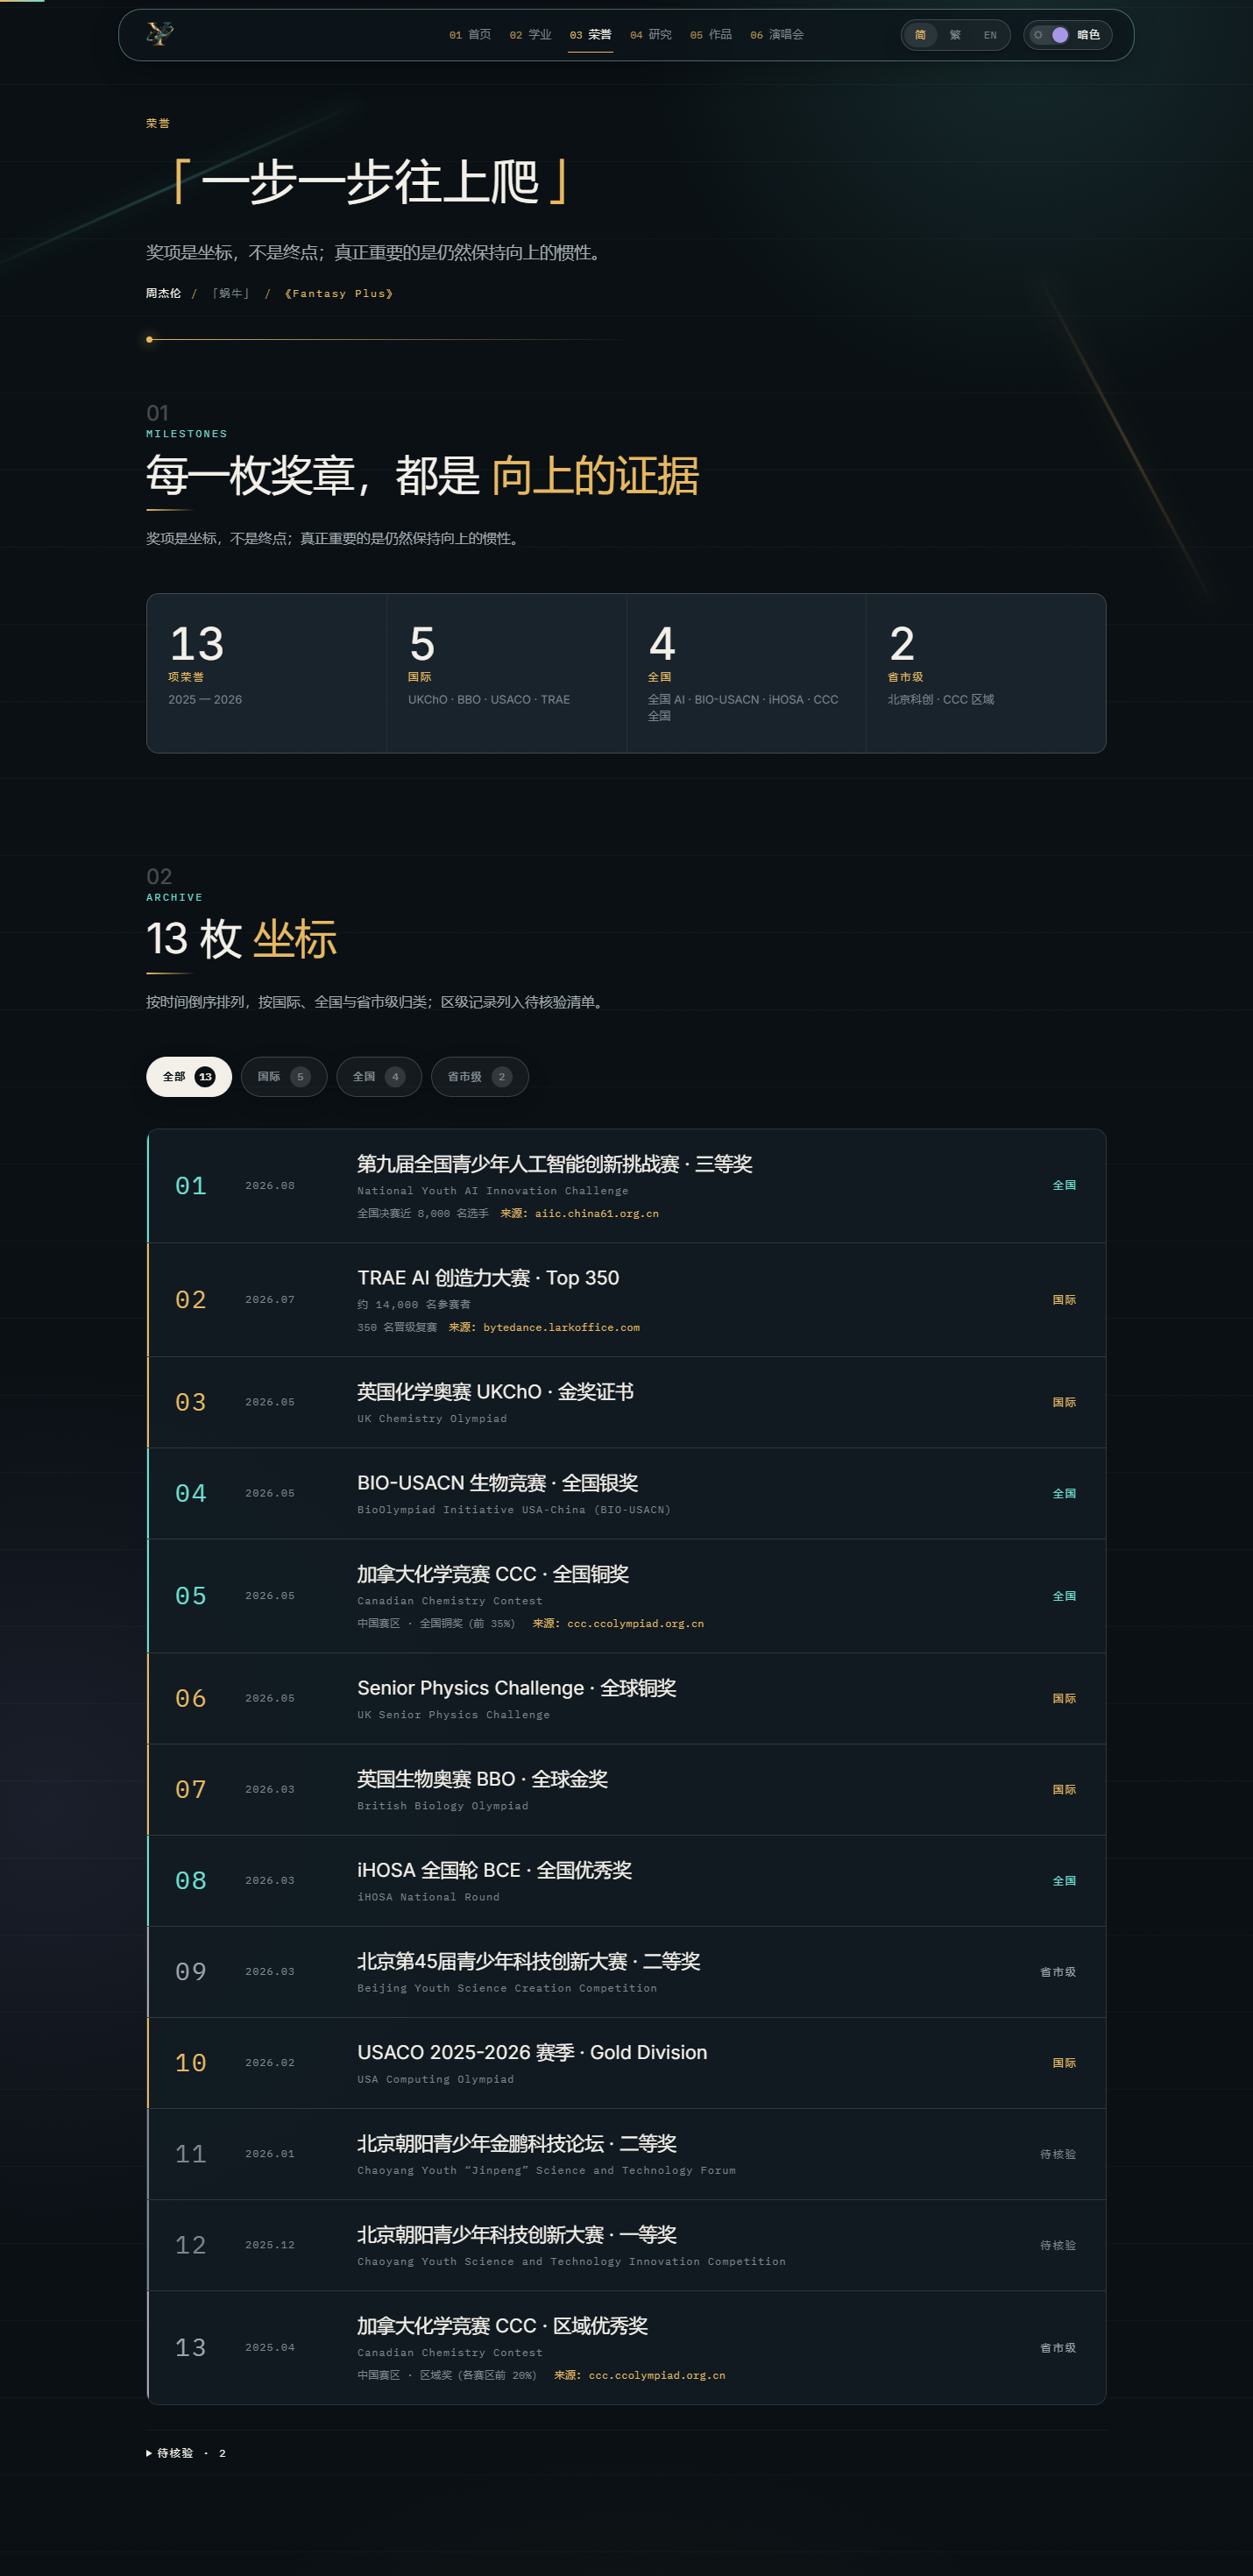 01 首页 02 学业 03 荣誉 04 研究 05 作品 06 演唱会 简 繁 EN 暗色
荣誉
「一步一步往上爬」
奖项是坐标，不是终点；真正重要的是仍然保持向上的惯性。
周杰伦 / 「蜗牛」 / 《Fantasy Plus》
01
MILESTONES
每一枚奖章，都是 向上的证据
奖项是坐标，不是终点；真正重要的是仍然保持向上的惯性。
13
项荣誉
2025 — 2026
5
国际
UKChO · BBO · USACO · TRAE
4
全国
全国 AI · BIO-USACN · iHOSA · CCC
全国
2
省市级
北京科创 · CCC 区域
02
ARCHIVE
13 枚 坐标
按时间倒序排列，按国际、全国与省市级归类；区级记录列入待核验清单。
全部 13 国际 5 全国 4 省市级 2
01 2026.08 第九届全国青少年人工智能创新挑战赛 · 三等奖 全国
National Youth AI Innovation Challenge
全国决赛近 8,000 名选手 来源: aiic.china61.org.cn
02 2026.07 TRAE AI 创造力大赛 · Top 350 国际
约 14,000 名参赛者
350 名晋级复赛 来源: bytedance.larkoffice.com
03 2026.05 英国化学奥赛 UKChO · 金奖证书 国际
UK Chemistry Olympiad
04 2026.05 BIO-USACN 生物竞赛 · 全国银奖 全国
BioOlympiad Initiative USA-China (BIO-USACN)
05 2026.05 加拿大化学竞赛 CCC · 全国铜奖 全国
Canadian Chemistry Contest
中国赛区 · 全国铜奖 (前 35%) 来源: ccc.ccolympiad.org.cn
06 2026.05 Senior Physics Challenge · 全球铜奖 国际
UK Senior Physics Challenge
07 2026.03 英国生物奥赛 BBO · 全球金奖 国际
British Biology Olympiad
08 2026.03 iHOSA 全国轮 BCE · 全国优秀奖 全国
iHOSA National Round
09 2026.03 北京第45届青少年科技创新大赛 · 二等奖 省市级
Beijing Youth Science Creation Competition
10 2026.02 USACO 2025-2026 赛季 · Gold Division 国际
USA Computing Olympiad
11 2026.01 北京朝阳青少年金鹏科技论坛 · 二等奖 待核验
Chaoyang Youth “Jinpeng” Science and Technology Forum
12 2025.12 北京朝阳青少年科技创新大赛 · 一等奖 待核验
Chaoyang Youth Science and Technology Innovation Competition
13 2025.04 加拿大化学竞赛 CCC · 区域优秀奖 省市级
Canadian Chemistry Contest
中国赛区 · 区域奖 (各赛区前 20%) 来源: ccc.ccolympiad.org.cn
待核验 · 2